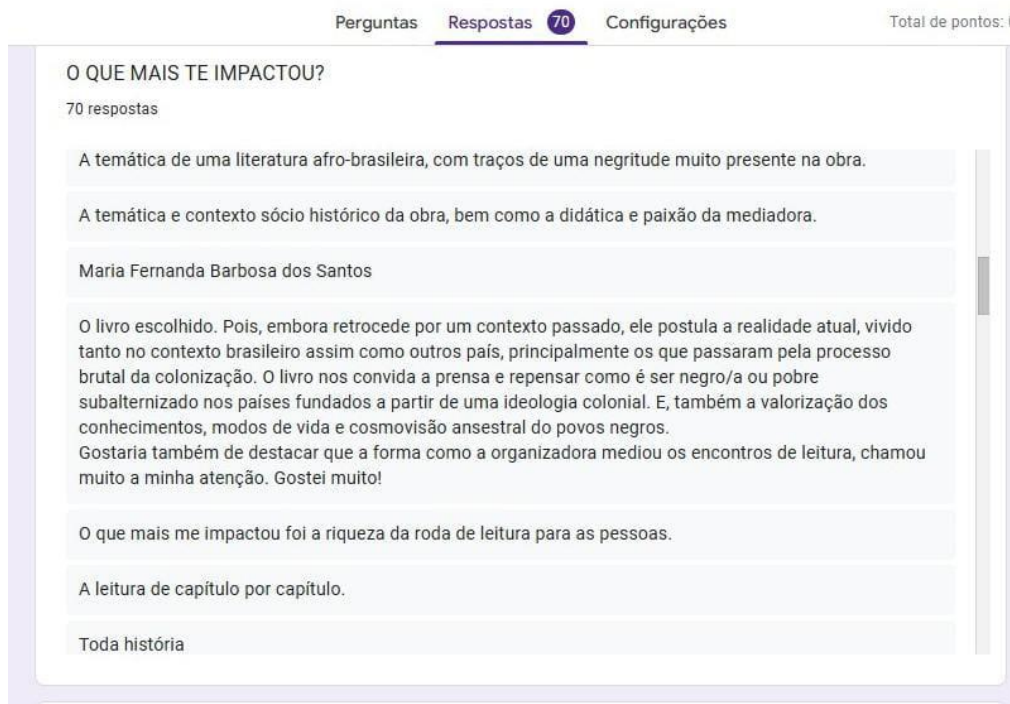 Perguntas Respostas 70 Configurações Total de pontos:
O QUE MAIS TE IMPACTOU?
70 respostas
A temática de uma literatura afro-brasileira, com traços de uma negritude muito presente na obra.
A temática e contexto sócio histórico da obra, bem como a didática e paixão da mediadora.
Maria Fernanda Barbosa dos Santos
O livro escolhido. Pois, embora retrocede por um contexto passado, ele postula a realidade atual, vivido
tanto no contexto brasileiro assim como outros país, principalmente os que passaram pela processo
brutal da colonização. O livro nos convida a prensa e repensar como é ser negro/a ou pobre
subalternizado nos países fundados a partir de uma ideologia colonial. E, também a valorização dos
conhecimentos, modos de vida e cosmovisão ansestral do povos negros.
Gostaria também de destacar que a forma como a organizadora mediou os encontros de leitura, chamou
muito a minha atenção. Gostei muito!
O que mais me impactou foi a riqueza da roda de leitura para as pessoas.
A leitura de capítulo por capítulo.
Toda história